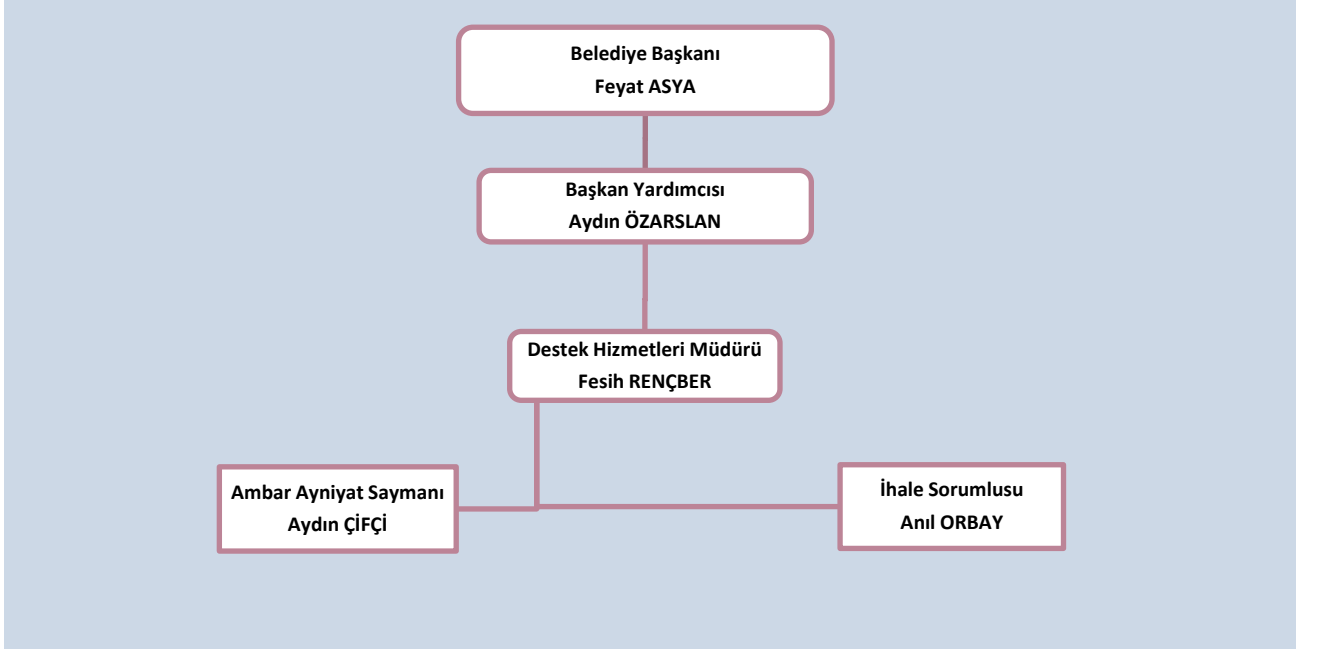 Belediye Başkanı
Feyat ASYA
Başkan Yardımcısı
Aydın ÖZARSLAN
Destek Hizmetleri Müdürü
Fesih RENÇBER
Ambar Ayniyat Saymanı
Aydın ÇİFÇİ
İhale Sorumlusu
Anıl ORBAY